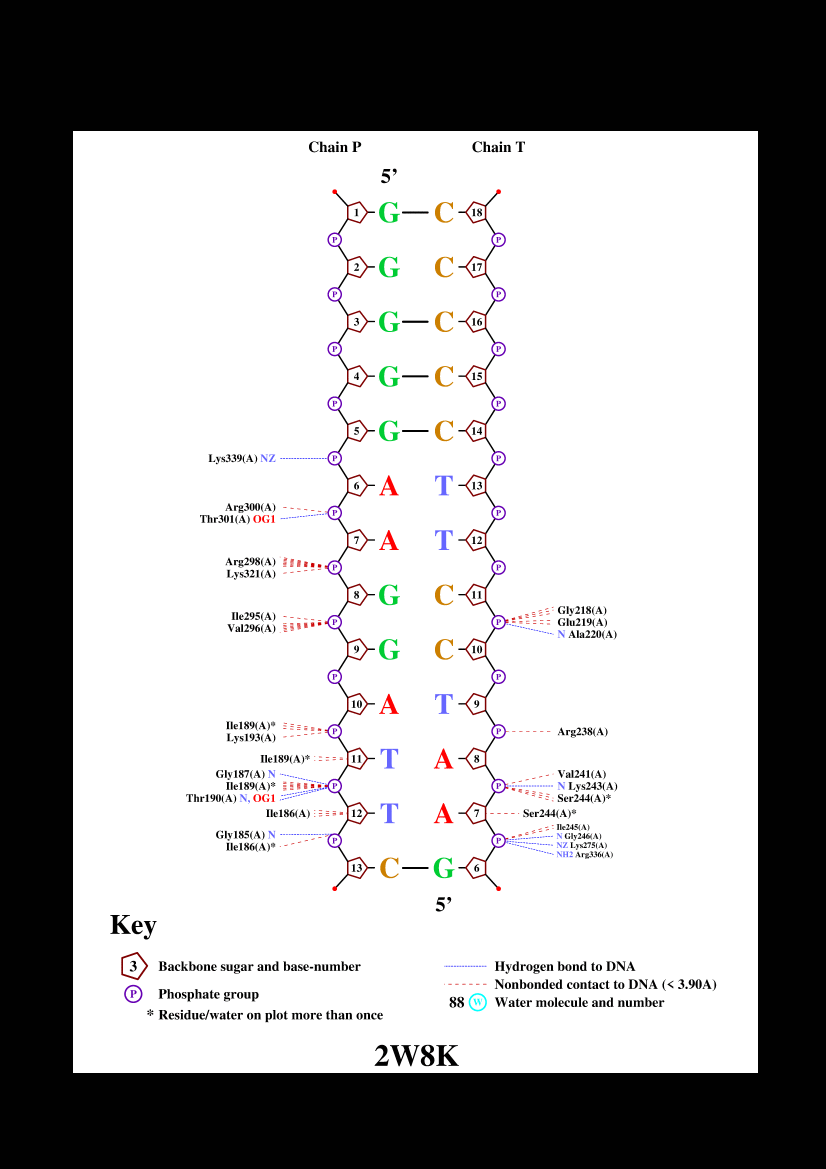 Chain P Chain T
5’
1 G C 18
P P
2 G C 17
P P
3 G C 16
P P
4 G C 15
P P
5 G C 14
Lys339(A) NZ P P
6 A T 13
Arg300(A)
P P
Thr301(A) OG1
7 A T 12
Arg298(A)
P P
Lys321(A)
8 G C 11
Ile295(A) Gly218(A)
P P Glu219(A)
Val296(A) N Ala220(A)
9 G C 10
P P
10 A T 9
Ile189(A)*
P P Arg238(A)
Lys193(A)
Ile189(A)* 11 T A 8
Gly187(A) N Val241(A)
Ile189(A)* P P N Lys243(A)
Thr190(A) N, OG1 Ser244(A)*
Ile186(A) 12 T A 7 Ser244(A)*
Ile245(A)
Gly185(A) N N Gly246(A)
P P
Ile186(A)* NZ Lys275(A)
NH2 Arg336(A)
13 C G 6
5’
Key
3 Backbone sugar and base-number Hydrogen bond to DNA
Nonbonded contact to DNA (< 3.90A)
P Phosphate group
88 W Water molecule and number
* Residue/water on plot more than once
2W8K